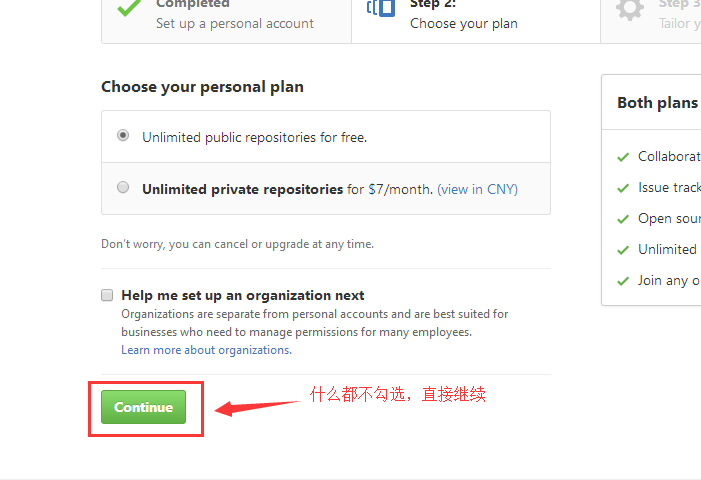 Completed
Set up a personal account
Step 2:
Choose your plan
Step 3
Tailor y
Choose your personal plan
Unlimited public repositories for free.
Unlimited private repositories for $7/month. (view in CNY)
Don't worry, you can cancel or upgrade at any time.
Help me set up an organization next
Organizations are separate from personal accounts and are best suited for
businesses who need to manage permissions for many employees.
Learn more about organizations.
Continue
什么都不勾选，直接继续
Both plans
Collaborat
Issue track
Open sour
Unlimited
Join any o